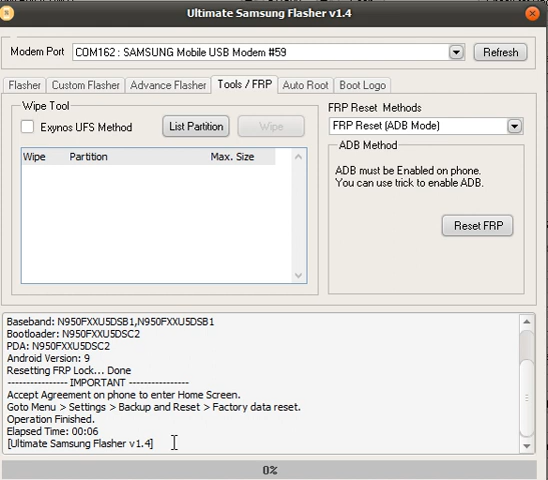 Ultimate Samsung Flasher v1.4
Modem Port COM162 : SAMSUNG Mobile USB Modem #59 Refresh
Flasher Custom Flasher Advance Flasher Tools / FRP Auto Root Boot Logo
Wipe Tool
Exynos UFS Method List Partition Wipe
Wipe Partition Max. Size
FRP Reset Methods
FRP Reset (ADB Mode)
ADB Method
ADB must be Enabled on phone.
You can use trick to enable ADB.
Reset FRP
Baseband: N950FXXU5DSB1,N950FXXU5DSB1
Bootloader: N950FXXU5DSC2
PDA: N950FXXU5DSC2
Android Version: 9
Resetting FRP Lock... Done
---------------- IMPORTANT ----------------
Accept Agreement on phone to enter Home Screen.
Goto Menu > Settings > Backup and Reset > Factory data reset.
Operation Finished.
Elapsed Time: 00:06
[Ultimate Samsung Flasher v1.4]
0%